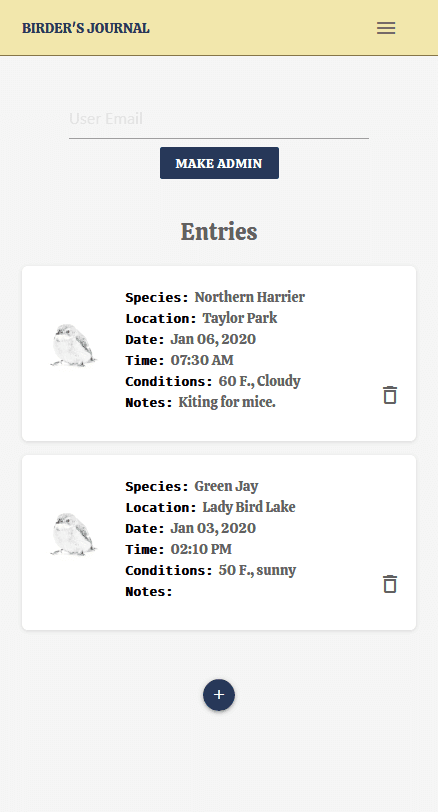 BIRDER'S JOURNAL
User Email
MAKE ADMIN
Entries
Species: Northern Harrier
Location: Taylor Park
Date: Jan 06, 2020
Time: 07:30 AM
Conditions: 60 F., Cloudy
Notes: Kiting for mice.
Species: Green Jay
Location: Lady Bird Lake
Date: Jan 03, 2020
Time: 02:10 PM
Conditions: 50 F., sunny
Notes:
+